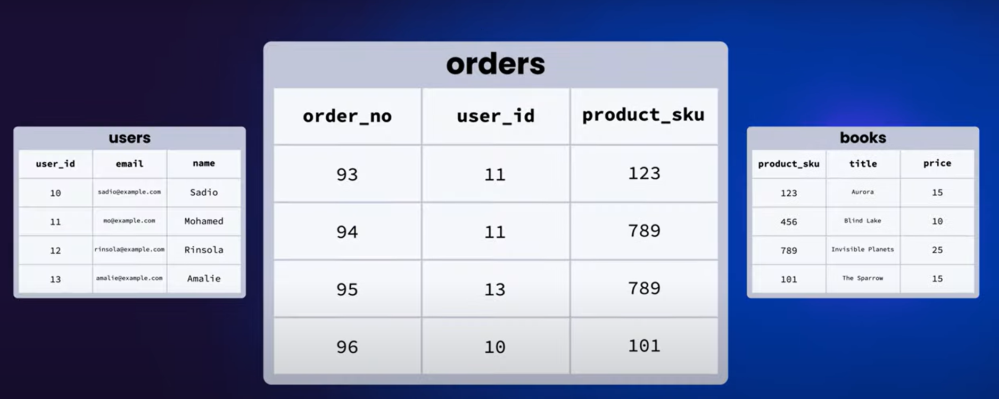 users
user_id email name
10 sadio@example.com Sadio
11 mo@example.com Mohamed
12 rinsola@example.com Rinsola
13 amalie@example.com Amalie
orders
order_no user_id product_sku
93 11 123
94 11 789
95 13 789
96 10 101
books
product_sku title price
123 Aurora 15
456 Blind Lake 10
789 Invisible Planets 25
101 The Sparrow 15